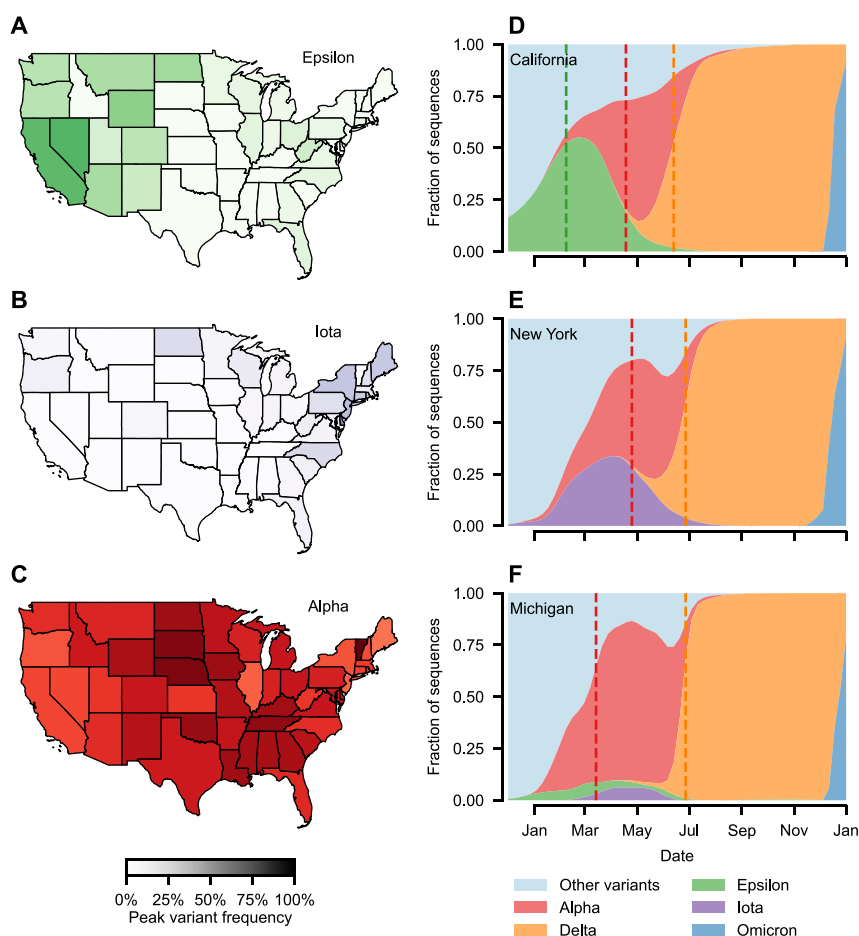 A
Epsilon
B
Iota
C
Alpha
0% 25% 50% 75% 100%
Peak variant frequency
D
California
1.00
0.75
0.50
0.25
0.00
Fraction of sequences
E
New York
1.00
0.75
0.50
0.25
0.00
Fraction of sequences
F
Michigan
1.00
0.75
0.50
0.25
0.00
Fraction of sequences
Jan Mar May Jul Sep Nov Jan
Date
Other variants
Alpha
Delta
Epsilon
Iota
Omicron